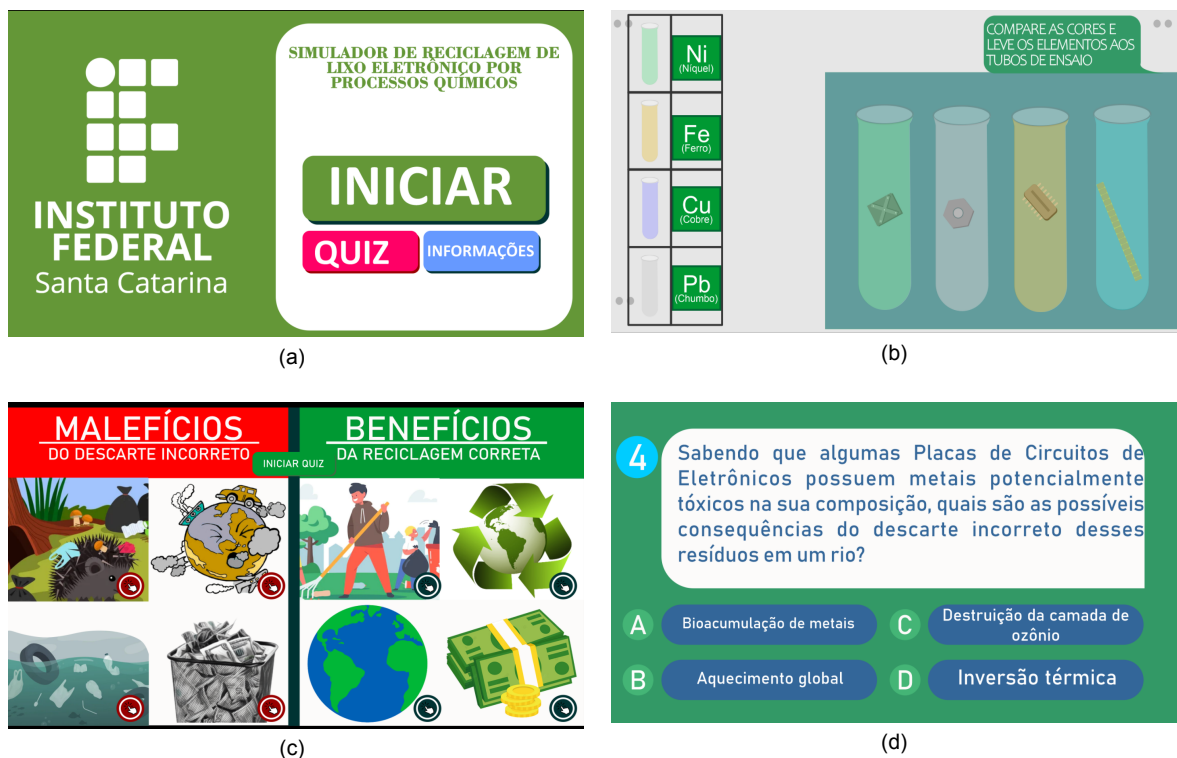 INSTITUTO
FEDERAL
Santa Catarina
SIMULADOR DE RECICLAGEM DE
LIXO ELETRÔNICO POR
PROCESSOS QUÍMICOS
INICIAR
QUIZ
INFORMAÇÕES
(a)
Ni
(Níquel)
Fe
(Ferro)
Cu
(Cobre)
Pb
(Chumbo)
COMPARE AS CORES E
LEVE OS ELEMENTOS AOS
TUBOS DE ENSAIO
(b)
MALEFÍCIOS
DO DESCARTE INCORRETO
INICIAR QUIZ
BENEFÍCIOS
DA RECICLAGEM CORRETA
(c)
4
Sabendo que algumas Placas de Circuitos de
Eletrônicos possuem metais potencialmente
tóxicos na sua composição, quais são as possíveis
consequências do descarte incorreto desses
resíduos em um rio?
A Bioacumulação de metais
B Aquecimento global
C Destruição da camada de
ozônio
D Inversão térmica
(d)